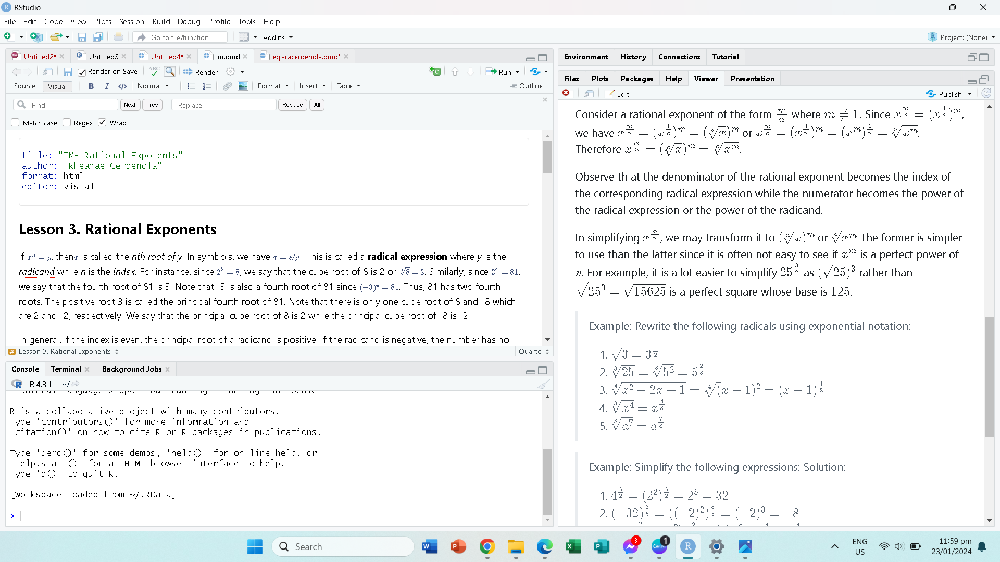 RStudio
File Edit Code View Plots Session Build Debug Profile Tools Help
Go to file/function Addins Project: (None)
Untitled2* Untitled3 Untitled4* im.qmd eql-racerdenola.qmd*
Render on Save ABC Render Run
Source Visual B I </> Normal Format Insert Table Outline
Find Next Prev Replace Replace All
Match case Regex Wrap
---
title: "IM- Rational Exponents"
author: "Rheamae Cerdenola"
format: html
editor: visual
---
Lesson 3. Rational Exponents
If $x^n = y$, then$x$ is called the nth root of y. In symbols, we have $x = \sqrt[n]{y}$ . This is called a radical expression where y is the
radicand while n is the index. For instance, since $2^3 = 8$, we say that the cube root of 8 is 2 or $\sqrt[3]{8} = 2$. Similarly, since $3^4 = 81$,
we say that the fourth root of 81 is 3. Note that -3 is also a fourth root of 81 since $(-3)^4 = 81$. Thus, 81 has two fourth
roots. The positive root 3 is called the principal fourth root of 81. Note that there is only one cube root of 8 and -8 which
are 2 and -2, respectively. We say that the principal cube root of 8 is 2 while the principal cube root of -8 is -2.
In general, if the index is even, the principal root of a radicand is positive. If the radicand is negative, the number has no
Lesson 3. Rational Exponents Quarto
Console Terminal Background Jobs
R 4.3.1 · ~/
Natural language support but running in an English locale
R is a collaborative project with many contributors.
Type 'contributors()' for more information and
'citation()' on how to cite R or R packages in publications.
Type 'demo()' for some demos, 'help()' for on-line help, or
'help.start()' for an HTML browser interface to help.
Type 'q()' to quit R.
[Workspace loaded from ~/.RData]
>
Environment History Connections Tutorial
Files Plots Packages Help Viewer Presentation
Edit Publish
Consider a rational exponent of the form $\frac{m}{n}$ where $m \neq 1$. Since $x^{\frac{m}{n}} = (x^{\frac{1}{n}})^m$,
we have $x^{\frac{m}{n}} = (x^{\frac{1}{n}})^m = (\sqrt[n]{x})^m$ or $x^{\frac{m}{n}} = (x^{\frac{1}{n}})^m = (x^m)^{\frac{1}{n}} = \sqrt[n]{x^m}$.
Therefore $x^{\frac{m}{n}} = (\sqrt[n]{x})^m = \sqrt[n]{x^m}$.
Observe th at the denominator of the rational exponent becomes the index of
the corresponding radical expression while the numerator becomes the power of
the radical expression or the power of the radicand.
In simplifying $x^{\frac{m}{n}}$, we may transform it to $(\sqrt[n]{x})^m$ or $\sqrt[n]{x^m}$ The former is simpler
to use than the latter since it is often not easy to see if $x^m$ is a perfect power of
n. For example, it is a lot easier to simplify $25^{\frac{3}{2}}$ as $(\sqrt{25})^3$ rather than
$\sqrt{25^3} = \sqrt{15625}$ is a perfect square whose base is 125.
Example: Rewrite the following radicals using exponential notation:
1. $\sqrt{3} = 3^{\frac{1}{2}}$
2. $\sqrt[3]{25} = \sqrt[3]{5^2} = 5^{\frac{2}{3}}$
3. $\sqrt[4]{x^2 - 2x + 1} = \sqrt[4](x - 1)^2 = (x - 1)^{\frac{1}{2}}$
4. $\sqrt[3]{x^4} = x^{\frac{4}{3}}$
5. $\sqrt[8]{a^7} = a^{\frac{7}{8}}$
Example: Simplify the following expressions: Solution:
1. $4^{\frac{5}{2}} = (2^2)^{\frac{5}{2}} = 2^5 = 32$
2. $(-32)^{\frac{3}{5}} = ((-2)^2)^{\frac{3}{5}} = (-2)^3 = -8$
Search 3 Canva 1 ENG US 11:59 pm 23/01/2024